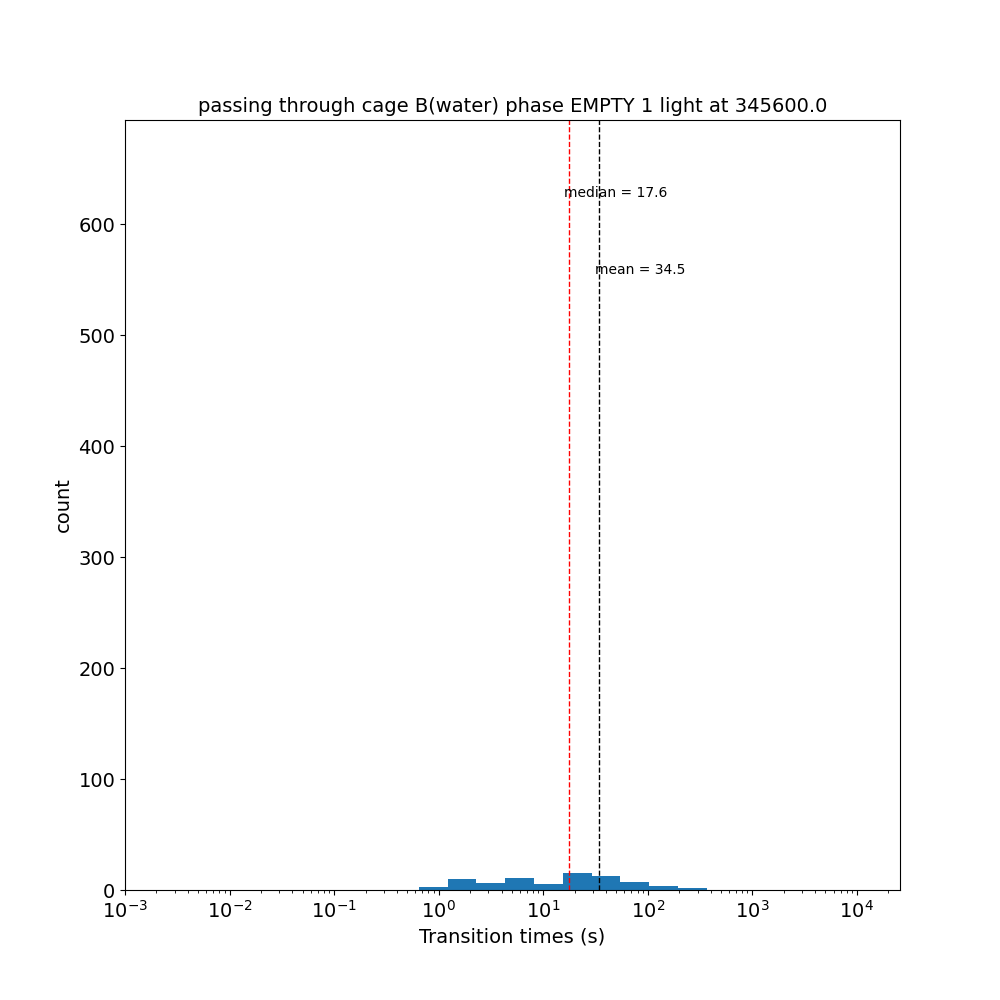 passing through cage B(water) phase EMPTY 1 light at 345600.0
median = 17.6
mean = 34.5
600
500
400
300
200
100
0
count
10⁻³ 10⁻² 10⁻¹ 10⁰ 10¹ 10² 10³ 10⁴
Transition times (s)